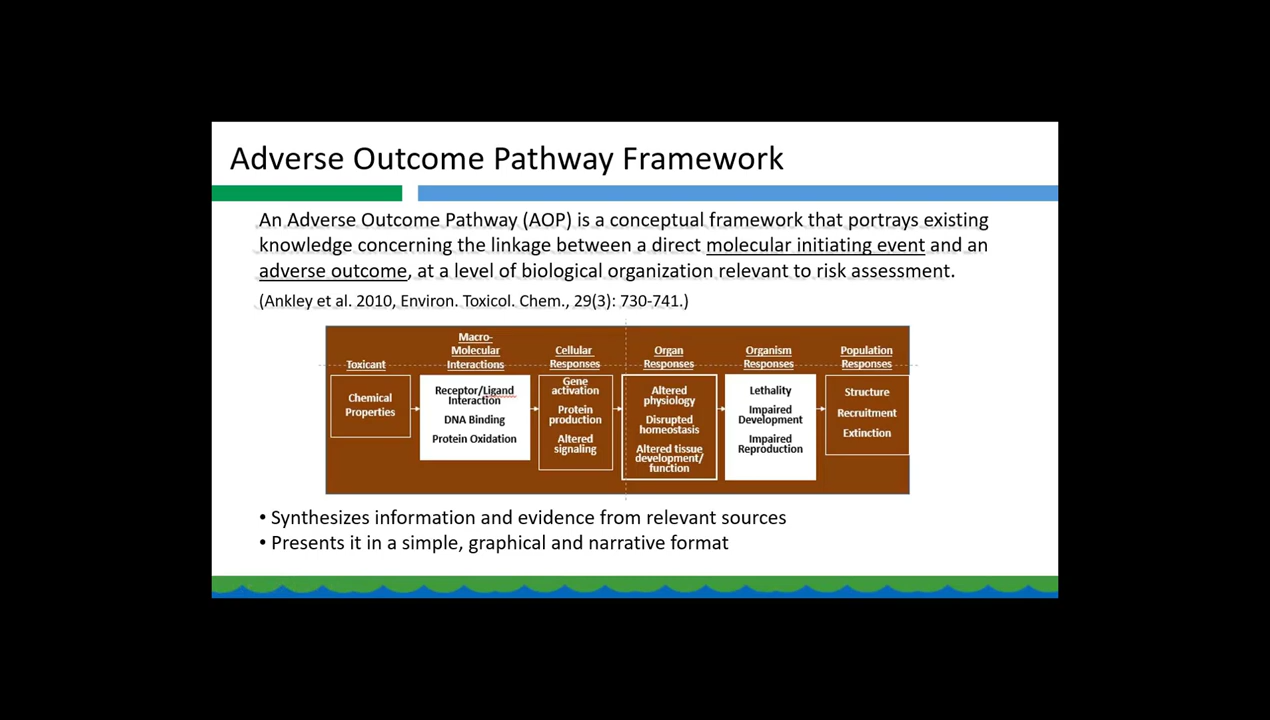 Adverse Outcome Pathway Framework
An Adverse Outcome Pathway (AOP) is a conceptual framework that portrays existing
knowledge concerning the linkage between a direct molecular initiating event and an
adverse outcome, at a level of biological organization relevant to risk assessment.
(Ankley et al. 2010, Environ. Toxicol. Chem., 29(3): 730-741.)
Toxicant
Chemical
Properties
Macro-
Molecular
Interactions
Receptor/Ligand
Interaction
DNA Binding
Protein Oxidation
Cellular
Responses
Gene
activation
Protein
production
Altered
signaling
Organ
Responses
Altered
physiology
Disrupted
homeostasis
Altered tissue
development/
function
Organism
Responses
Lethality
Impaired
Development
Impaired
Reproduction
Population
Responses
Structure
Recruitment
Extinction
• Synthesizes information and evidence from relevant sources
• Presents it in a simple, graphical and narrative format